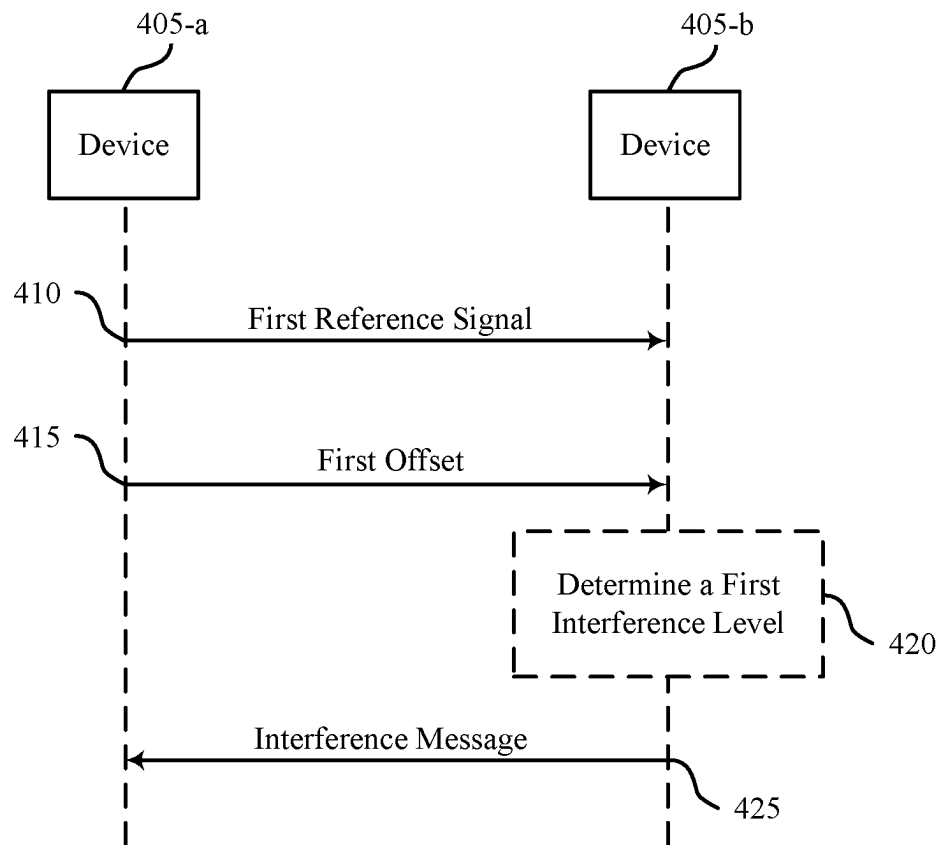 405-a
405-b
Device
Device
410
First Reference Signal
415
First Offset
Determine a First
Interference Level
420
Interference Message
425